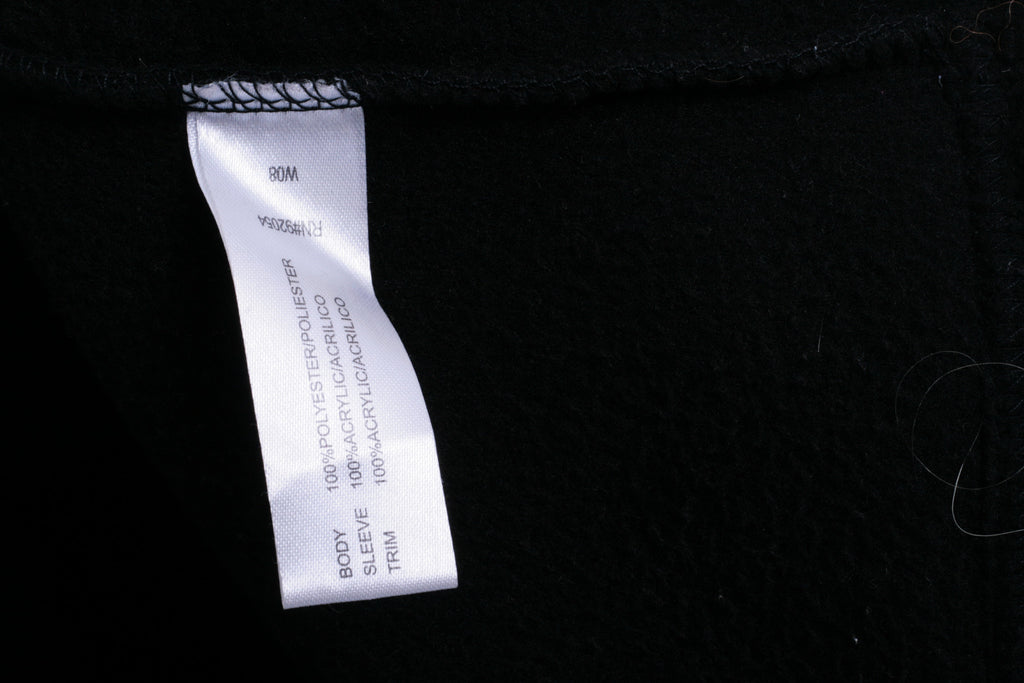 W08
RN#92054
BODY 100%POLYESTER/POLIESTER
SLEEVE 100%ACRYLIC/ACRILICO
TRIM 100%ACRYLIC/ACRILICO